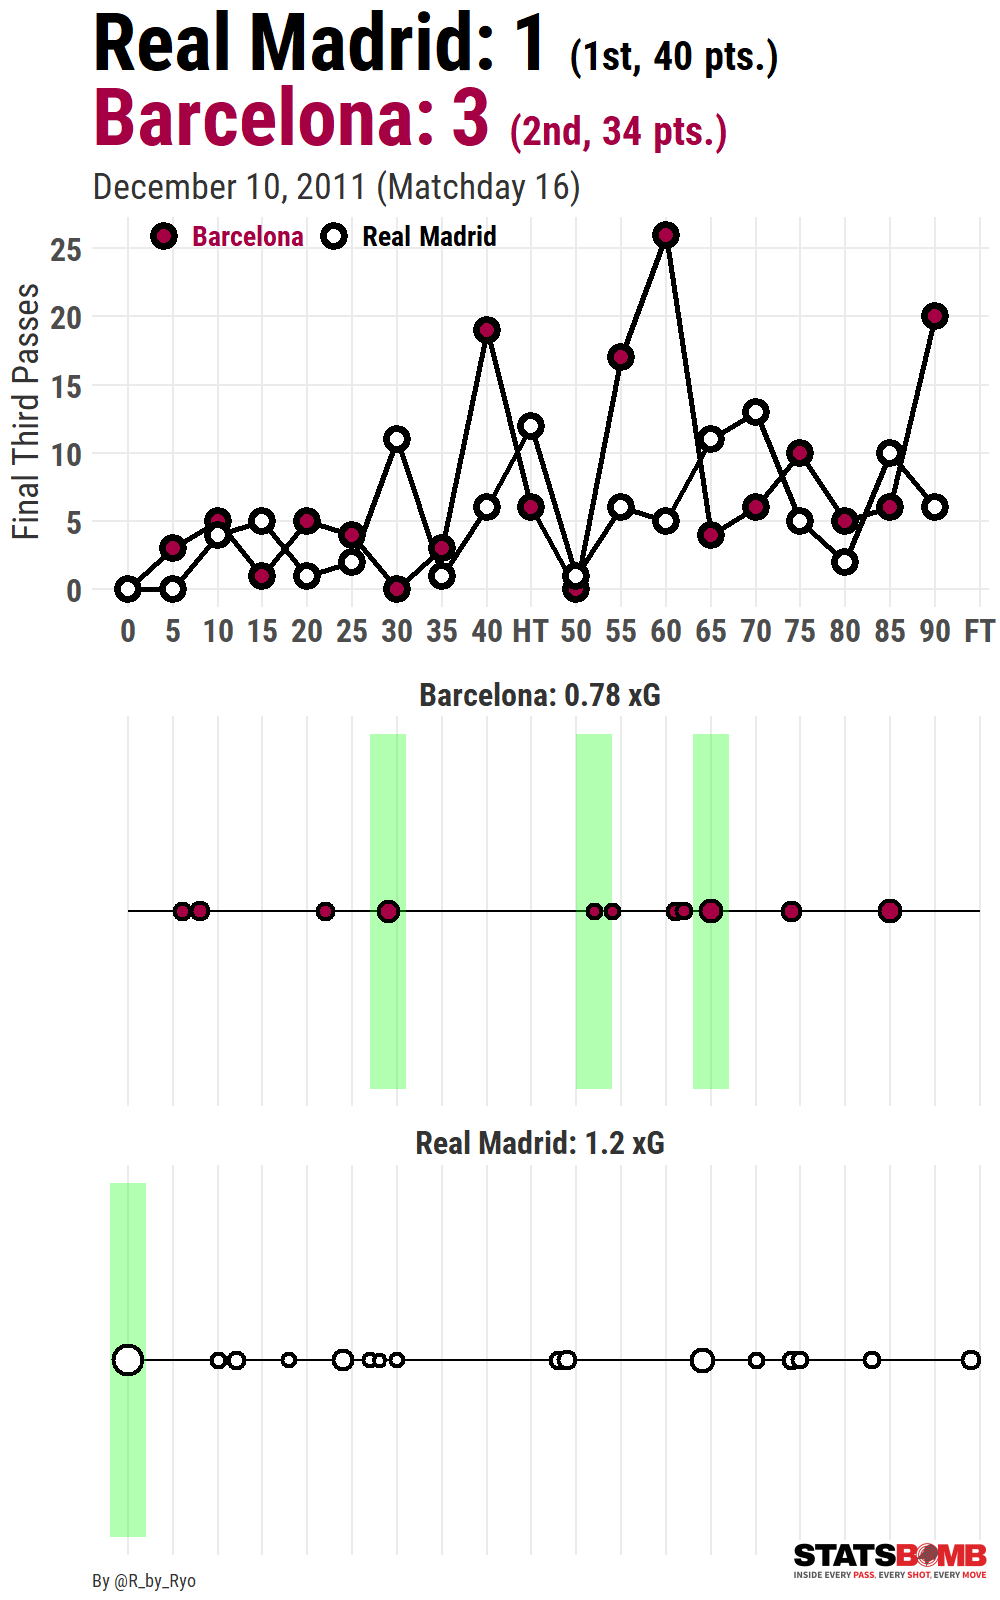 Real Madrid: 1 (1st, 40 pts.)
Barcelona: 3 (2nd, 34 pts.)
December 10, 2011 (Matchday 16)
Barcelona Real Madrid
Final Third Passes
25
20
15
10
5
0
0 5 10 15 20 25 30 35 40 HT 50 55 60 65 70 75 80 85 90 FT
Barcelona: 0.78 xG
Real Madrid: 1.2 xG
STATSBOMB
INSIDE EVERY PASS, EVERY SHOT, EVERY MOVE
By @R_by_Ryo